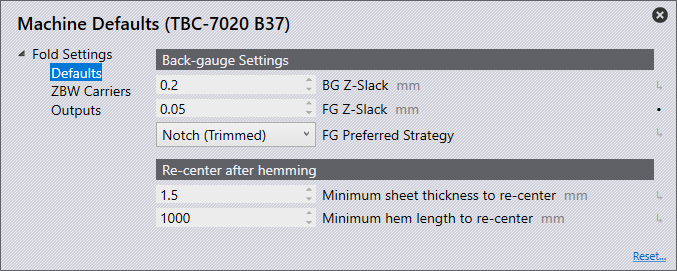 Machine Defaults (TBC-7020 B37)
Fold Settings
Defaults
ZBW Carriers
Outputs
Back-gauge Settings
0.2 BG Z-Slack mm
0.05 FG Z-Slack mm
Notch (Trimmed) FG Preferred Strategy
Re-center after hemming
1.5 Minimum sheet thickness to re-center mm
1000 Minimum hem length to re-center mm
Reset...